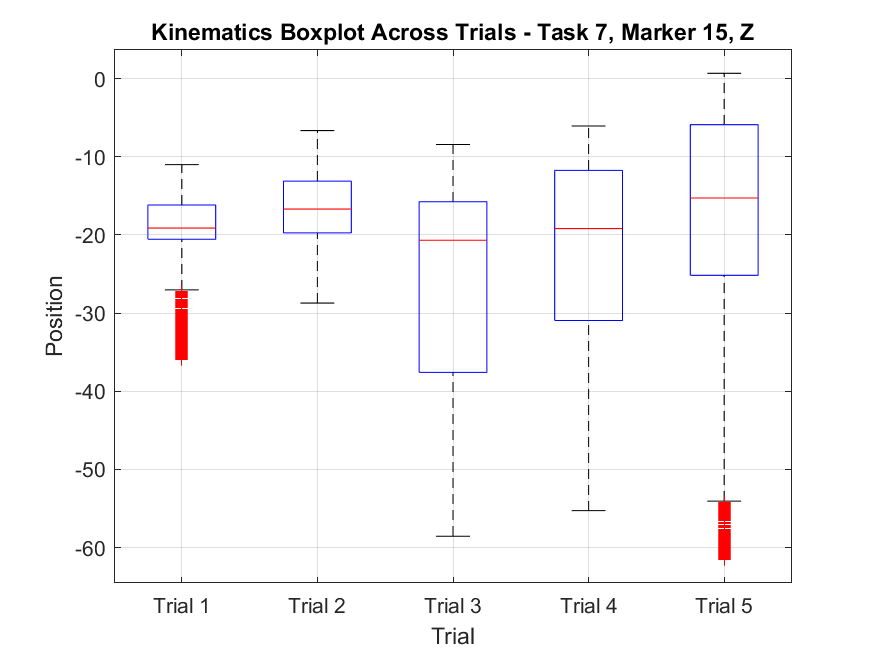 Kinematics Boxplot Across Trials - Task 7, Marker 15, Z
0
-10
-20
-30
-40
-50
-60
Position
Trial 1 Trial 2 Trial 3 Trial 4 Trial 5
Trial